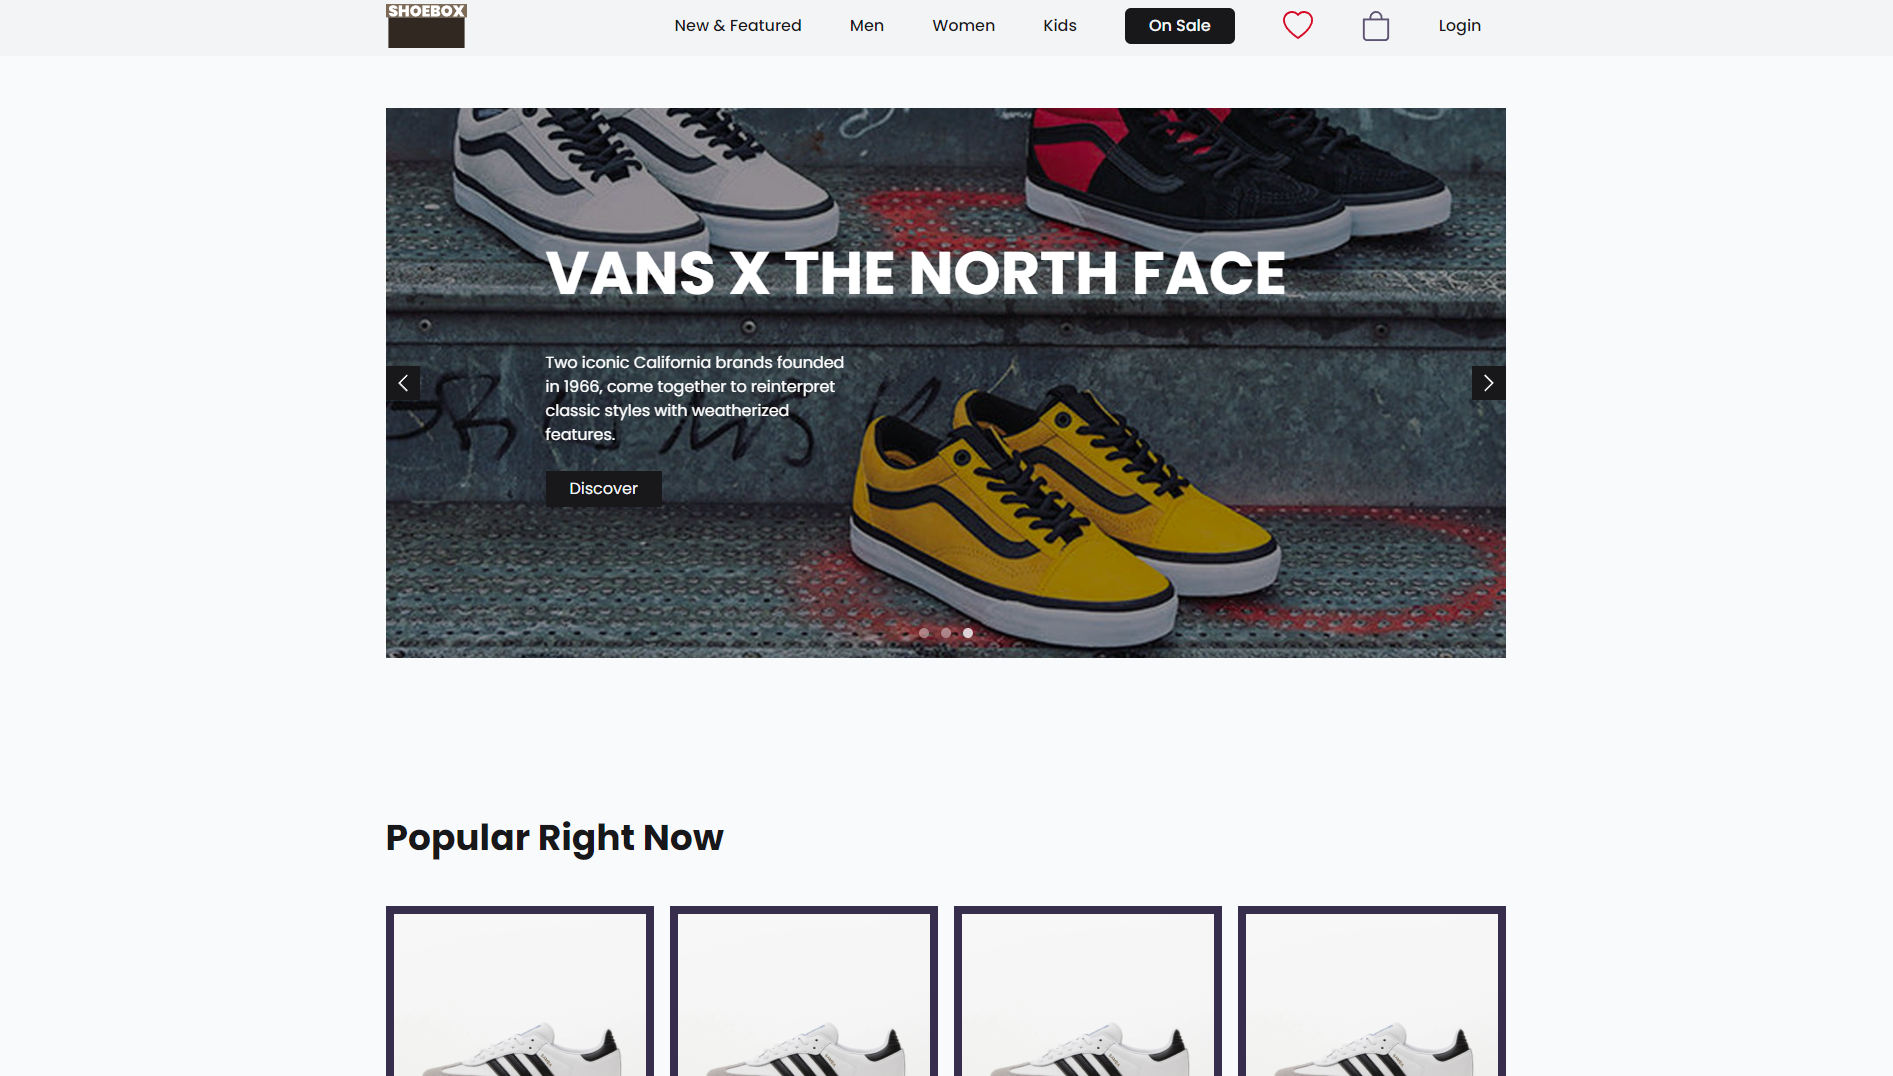 SHOEBOX
New & Featured
Men
Women
Kids
On Sale
Login
VANS X THE NORTH FACE
Two iconic California brands founded
in 1966, come together to reinterpret
classic styles with weatherized
features.
Discover
Popular Right Now